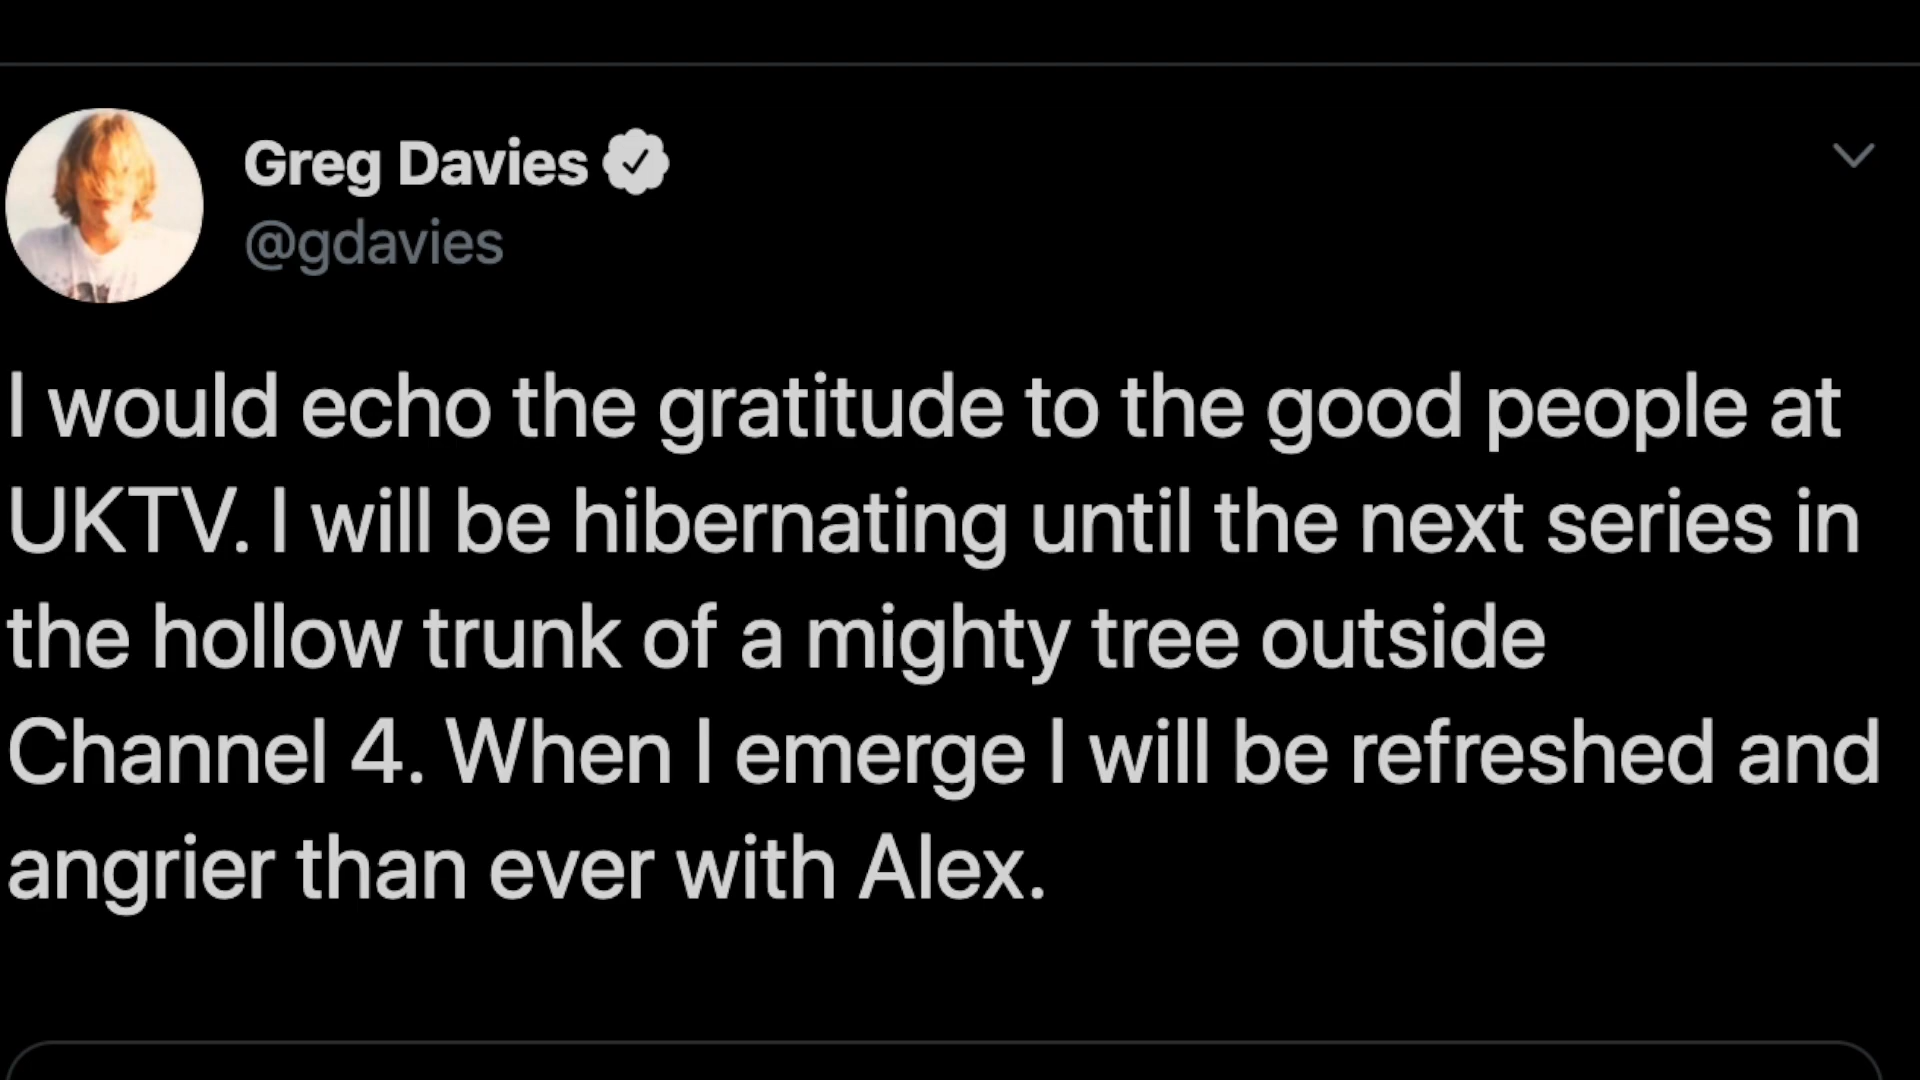 Greg Davies
@gdavies
I would echo the gratitude to the good people at
UKTV. I will be hibernating until the next series in
the hollow trunk of a mighty tree outside
Channel 4. When I emerge I will be refreshed and
angrier than ever with Alex.